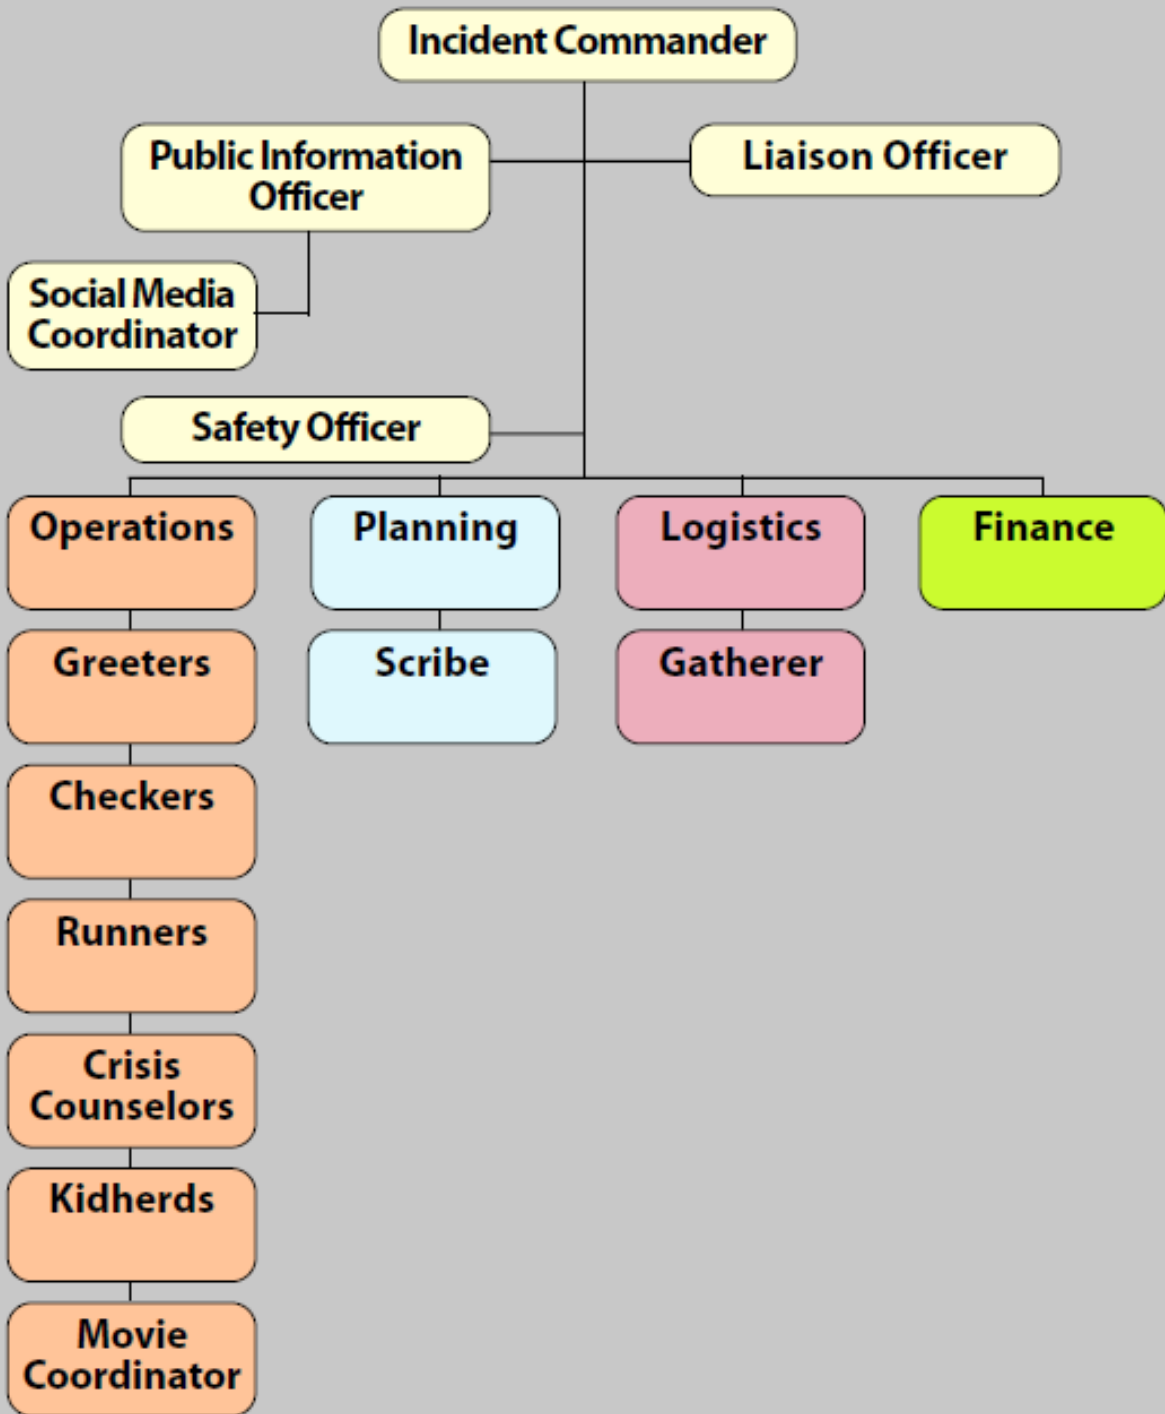 Incident Commander
Public Information
Officer
Liaison Officer
Social Media
Coordinator
Safety Officer
Operations
Planning
Logistics
Finance
Greeters
Scribe
Gatherer
Checkers
Runners
Crisis
Counselors
Kidherds
Movie
Coordinator